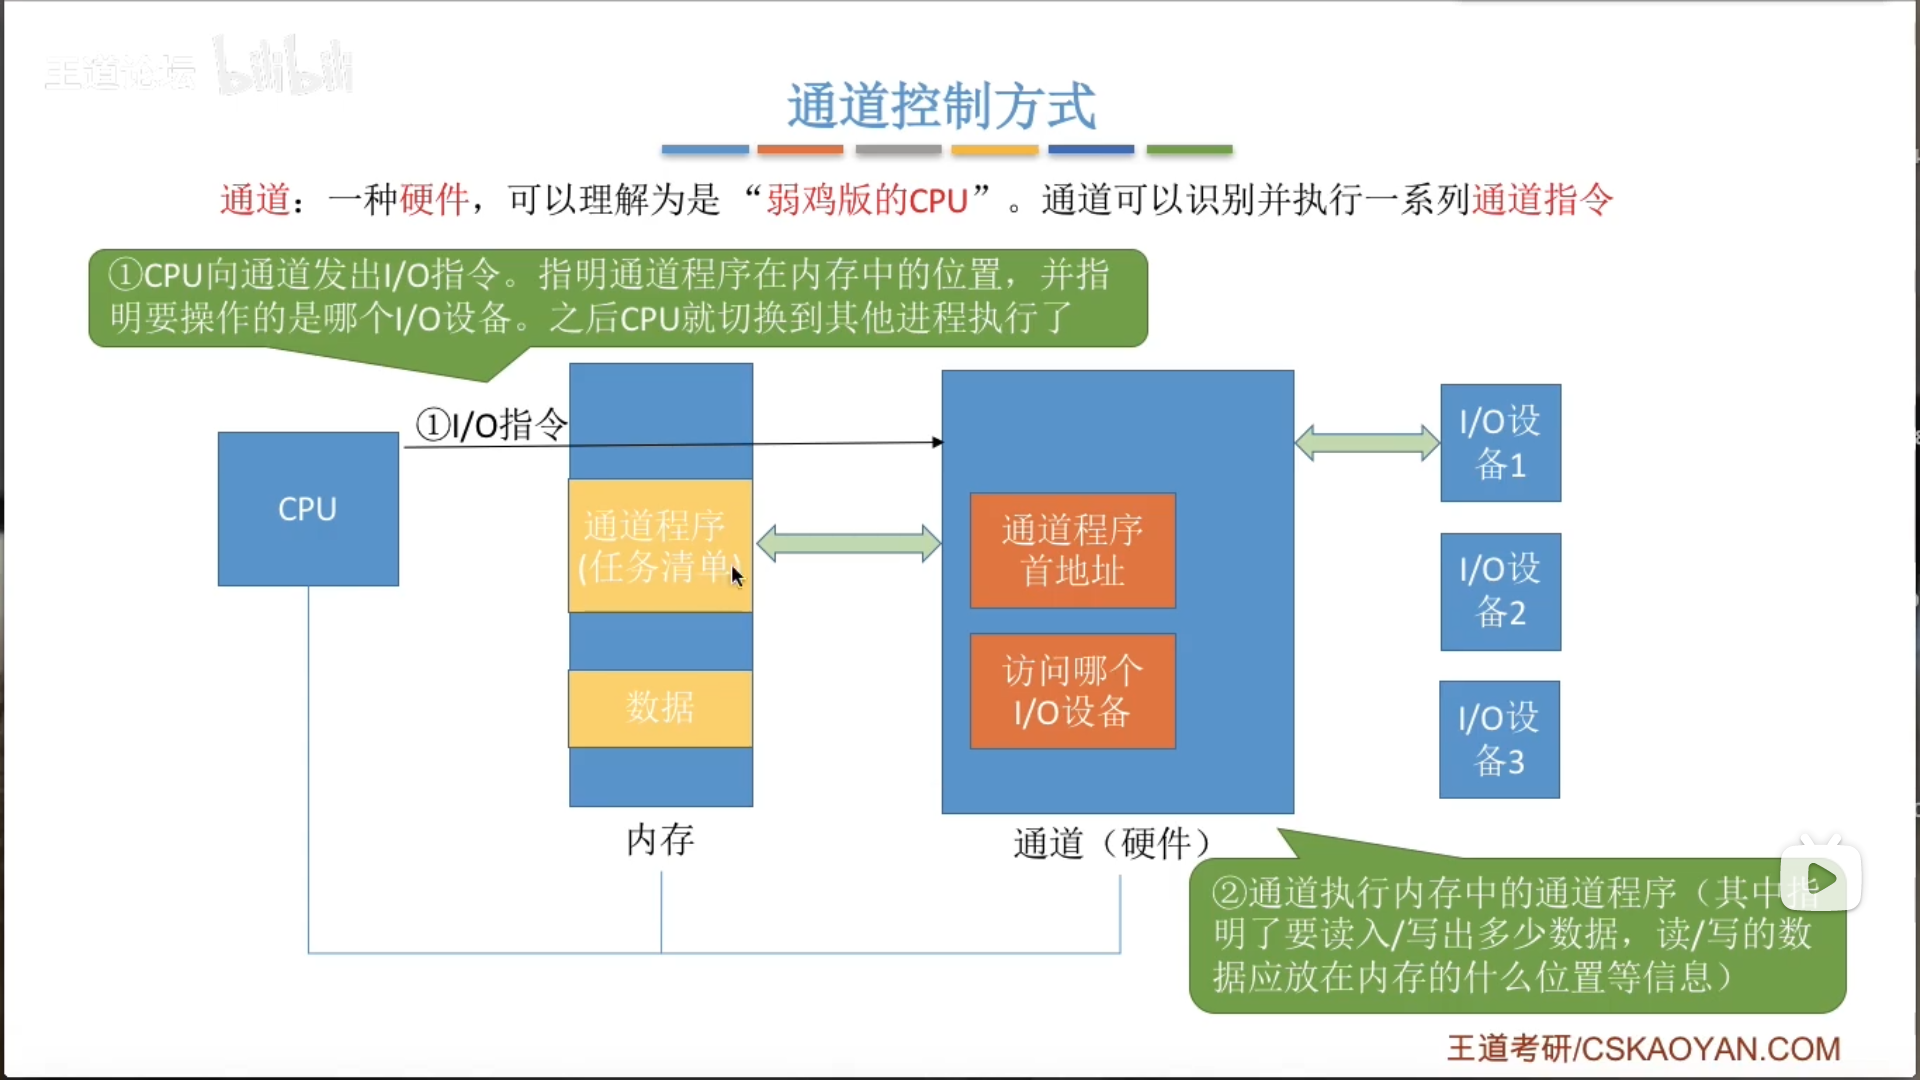 王道论坛 bilibili
通道控制方式
通道：一种硬件，可以理解为是“弱鸡版的CPU”。通道可以识别并执行一系列通道指令
①CPU向通道发出I/O指令。指明通道程序在内存中的位置，并指
明要操作的是哪个I/O设备。之后CPU就切换到其他进程执行了
①I/O指令
CPU
通道程序
(任务清单)
数据
内存
通道程序
首地址
访问哪个
I/O设备
通道（硬件）
I/O设
备1
I/O设
备2
I/O设
备3
②通道执行内存中的通道程序（其中指
明了要读入/写出多少数据，读/写的数
据应放在内存的什么位置等信息）
王道考研/CSKAOYAN.COM